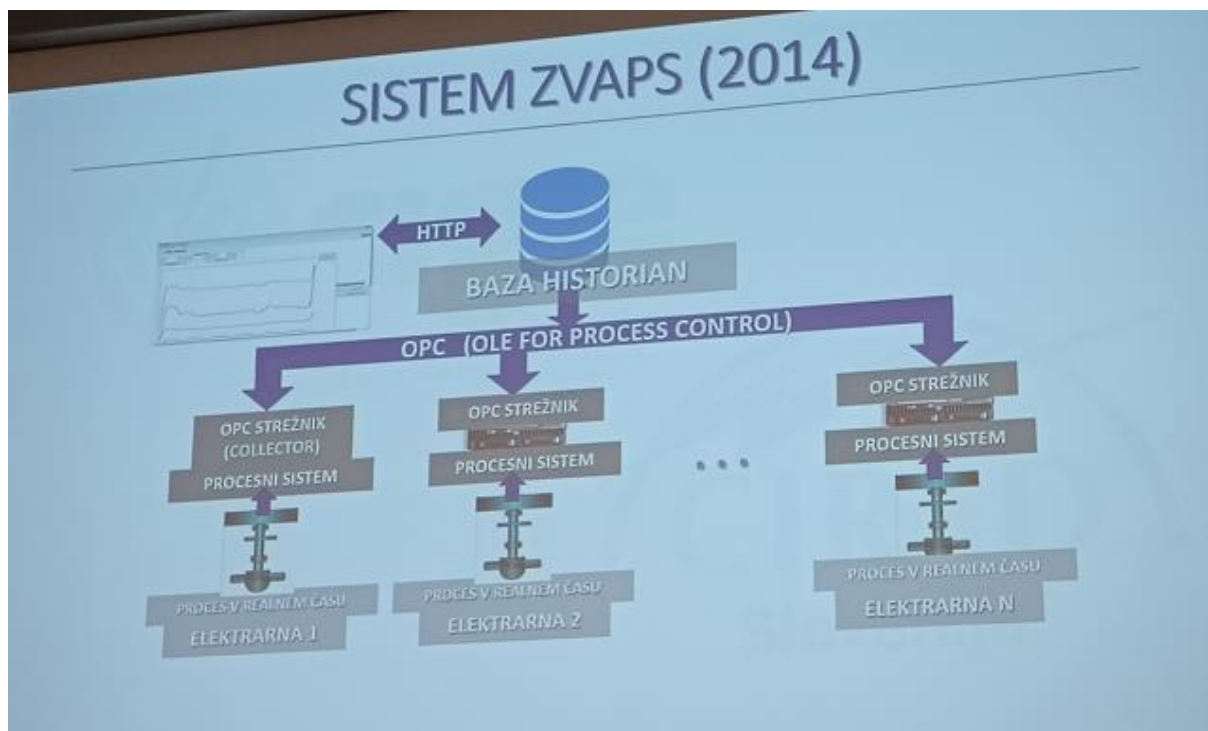 SISTEM ZVAPS (2014)
HTTP
BAZA HISTORIAN
OPC (OLE FOR PROCESS CONTROL)
OPC STREŽNIK
(COLLECTOR)
PROCESNI SISTEM
PROCES V REALNEM ČASU
ELEKTRARNA 1
OPC STREŽNIK
PROCESNI SISTEM
PROCES V REALNEM ČASU
ELEKTRARNA 2
...
OPC STREŽNIK
PROCESNI SISTEM
PROCES V REALNEM ČASU
ELEKTRARNA N